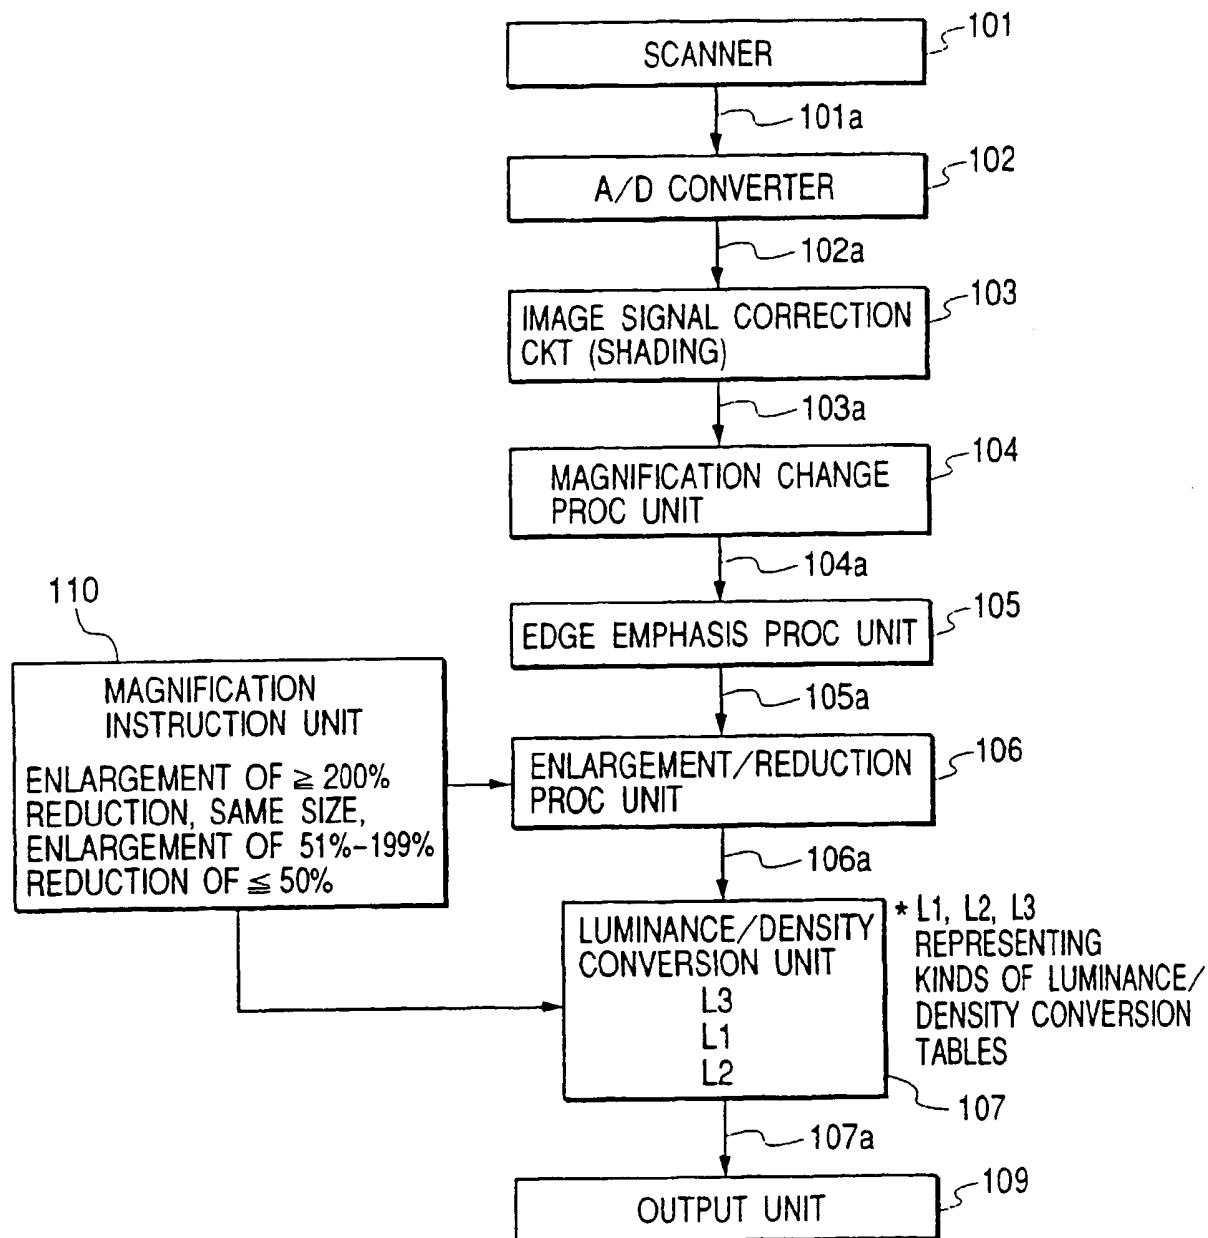 SCANNER
101
101a
A/D CONVERTER
102
102a
IMAGE SIGNAL CORRECTION
CKT (SHADING)
103
103a
MAGNIFICATION CHANGE
PROC UNIT
104
104a
EDGE EMPHASIS PROC UNIT
105
105a
110
MAGNIFICATION
INSTRUCTION UNIT
ENLARGEMENT OF ≧ 200%
REDUCTION, SAME SIZE,
ENLARGEMENT OF 51%-199%
REDUCTION OF ≦ 50%
ENLARGEMENT/REDUCTION
PROC UNIT
106
106a
LUMINANCE/DENSITY
CONVERSION UNIT
L3
L1
L2
* L1, L2, L3
REPRESENTING
KINDS OF LUMINANCE/
DENSITY CONVERSION
TABLES
107
107a
OUTPUT UNIT
109